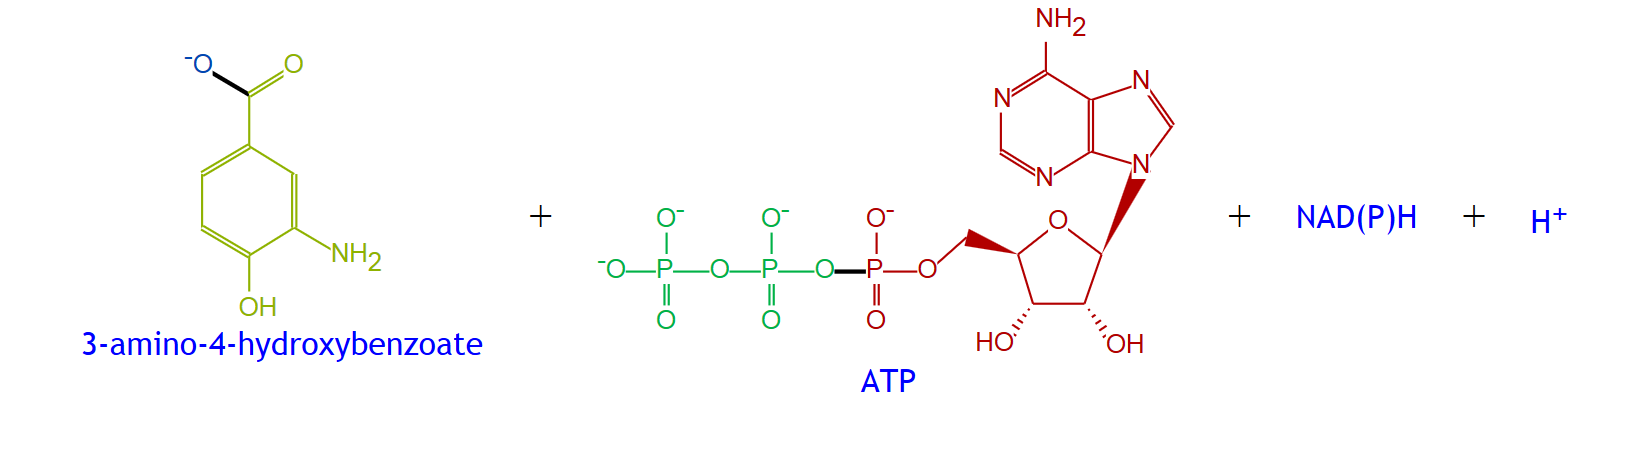 NH2
⁻O O
N N
N N
O⁻ O⁻ O⁻ O
+ + NAD(P)H + H⁺
NH2
⁻O P O P O P O
OH
O O O
HO OH
3-amino-4-hydroxybenzoate
ATP